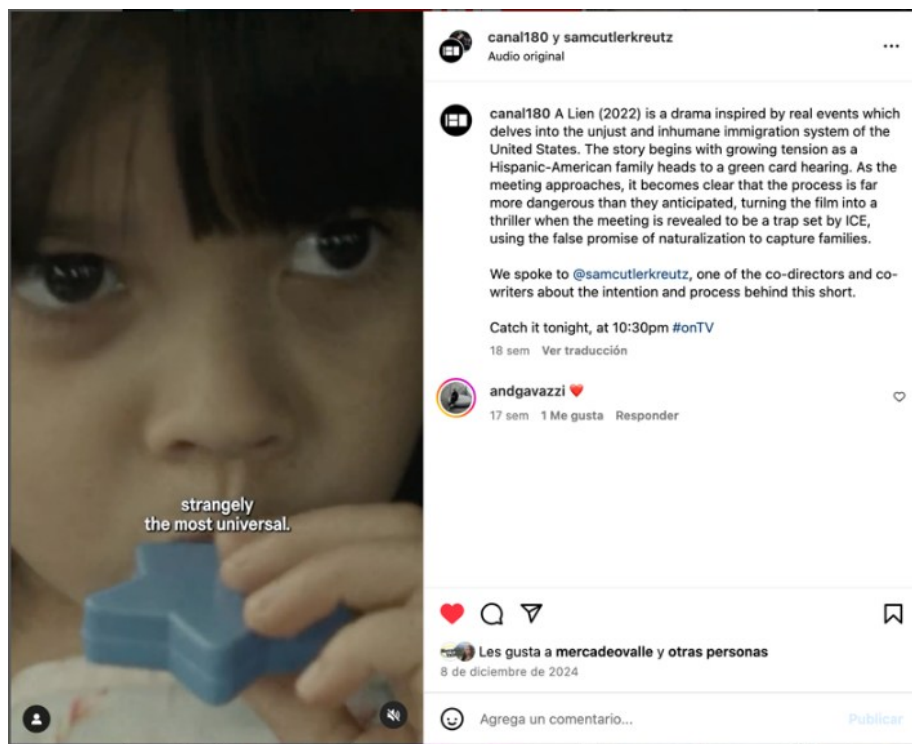 strangely
the most universal.
canal180 y samcutlerkreutz
Audio original
canal180 A Lien (2022) is a drama inspired by real events which
delves into the unjust and inhumane immigration system of the
United States. The story begins with growing tension as a
Hispanic-American family heads to a green card hearing. As the
meeting approaches, it becomes clear that the process is far
more dangerous than they anticipated, turning the film into a
thriller when the meeting is revealed to be a trap set by ICE,
using the false promise of naturalization to capture families.
We spoke to @samcutlerkreutz, one of the co-directors and co-
writers about the intention and process behind this short.
Catch it tonight, at 10:30pm #onTV
18 sem Ver traducción
andgavazzi ❤️
17 sem 1 Me gusta Responder
Les gusta a mercadeovalle y otras personas
8 de diciembre de 2024
Agrega un comentario... Publicar